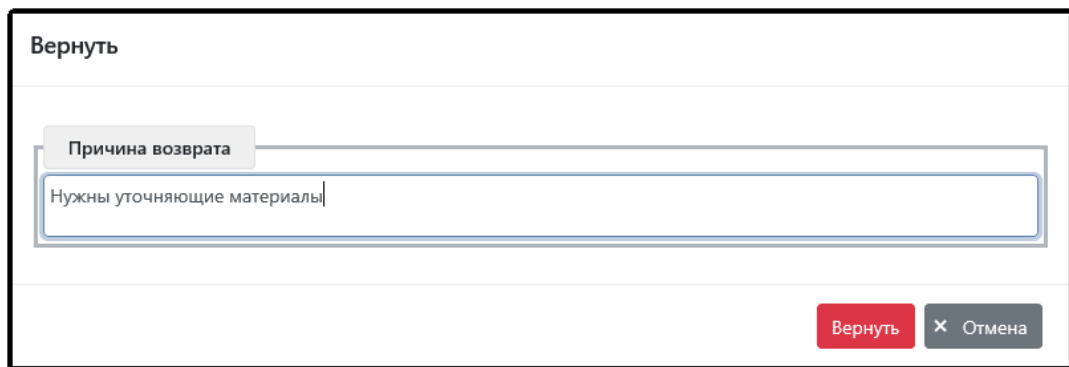 Вернуть
Причина возврата
Нужны уточняющие материалы
Вернуть × Отмена